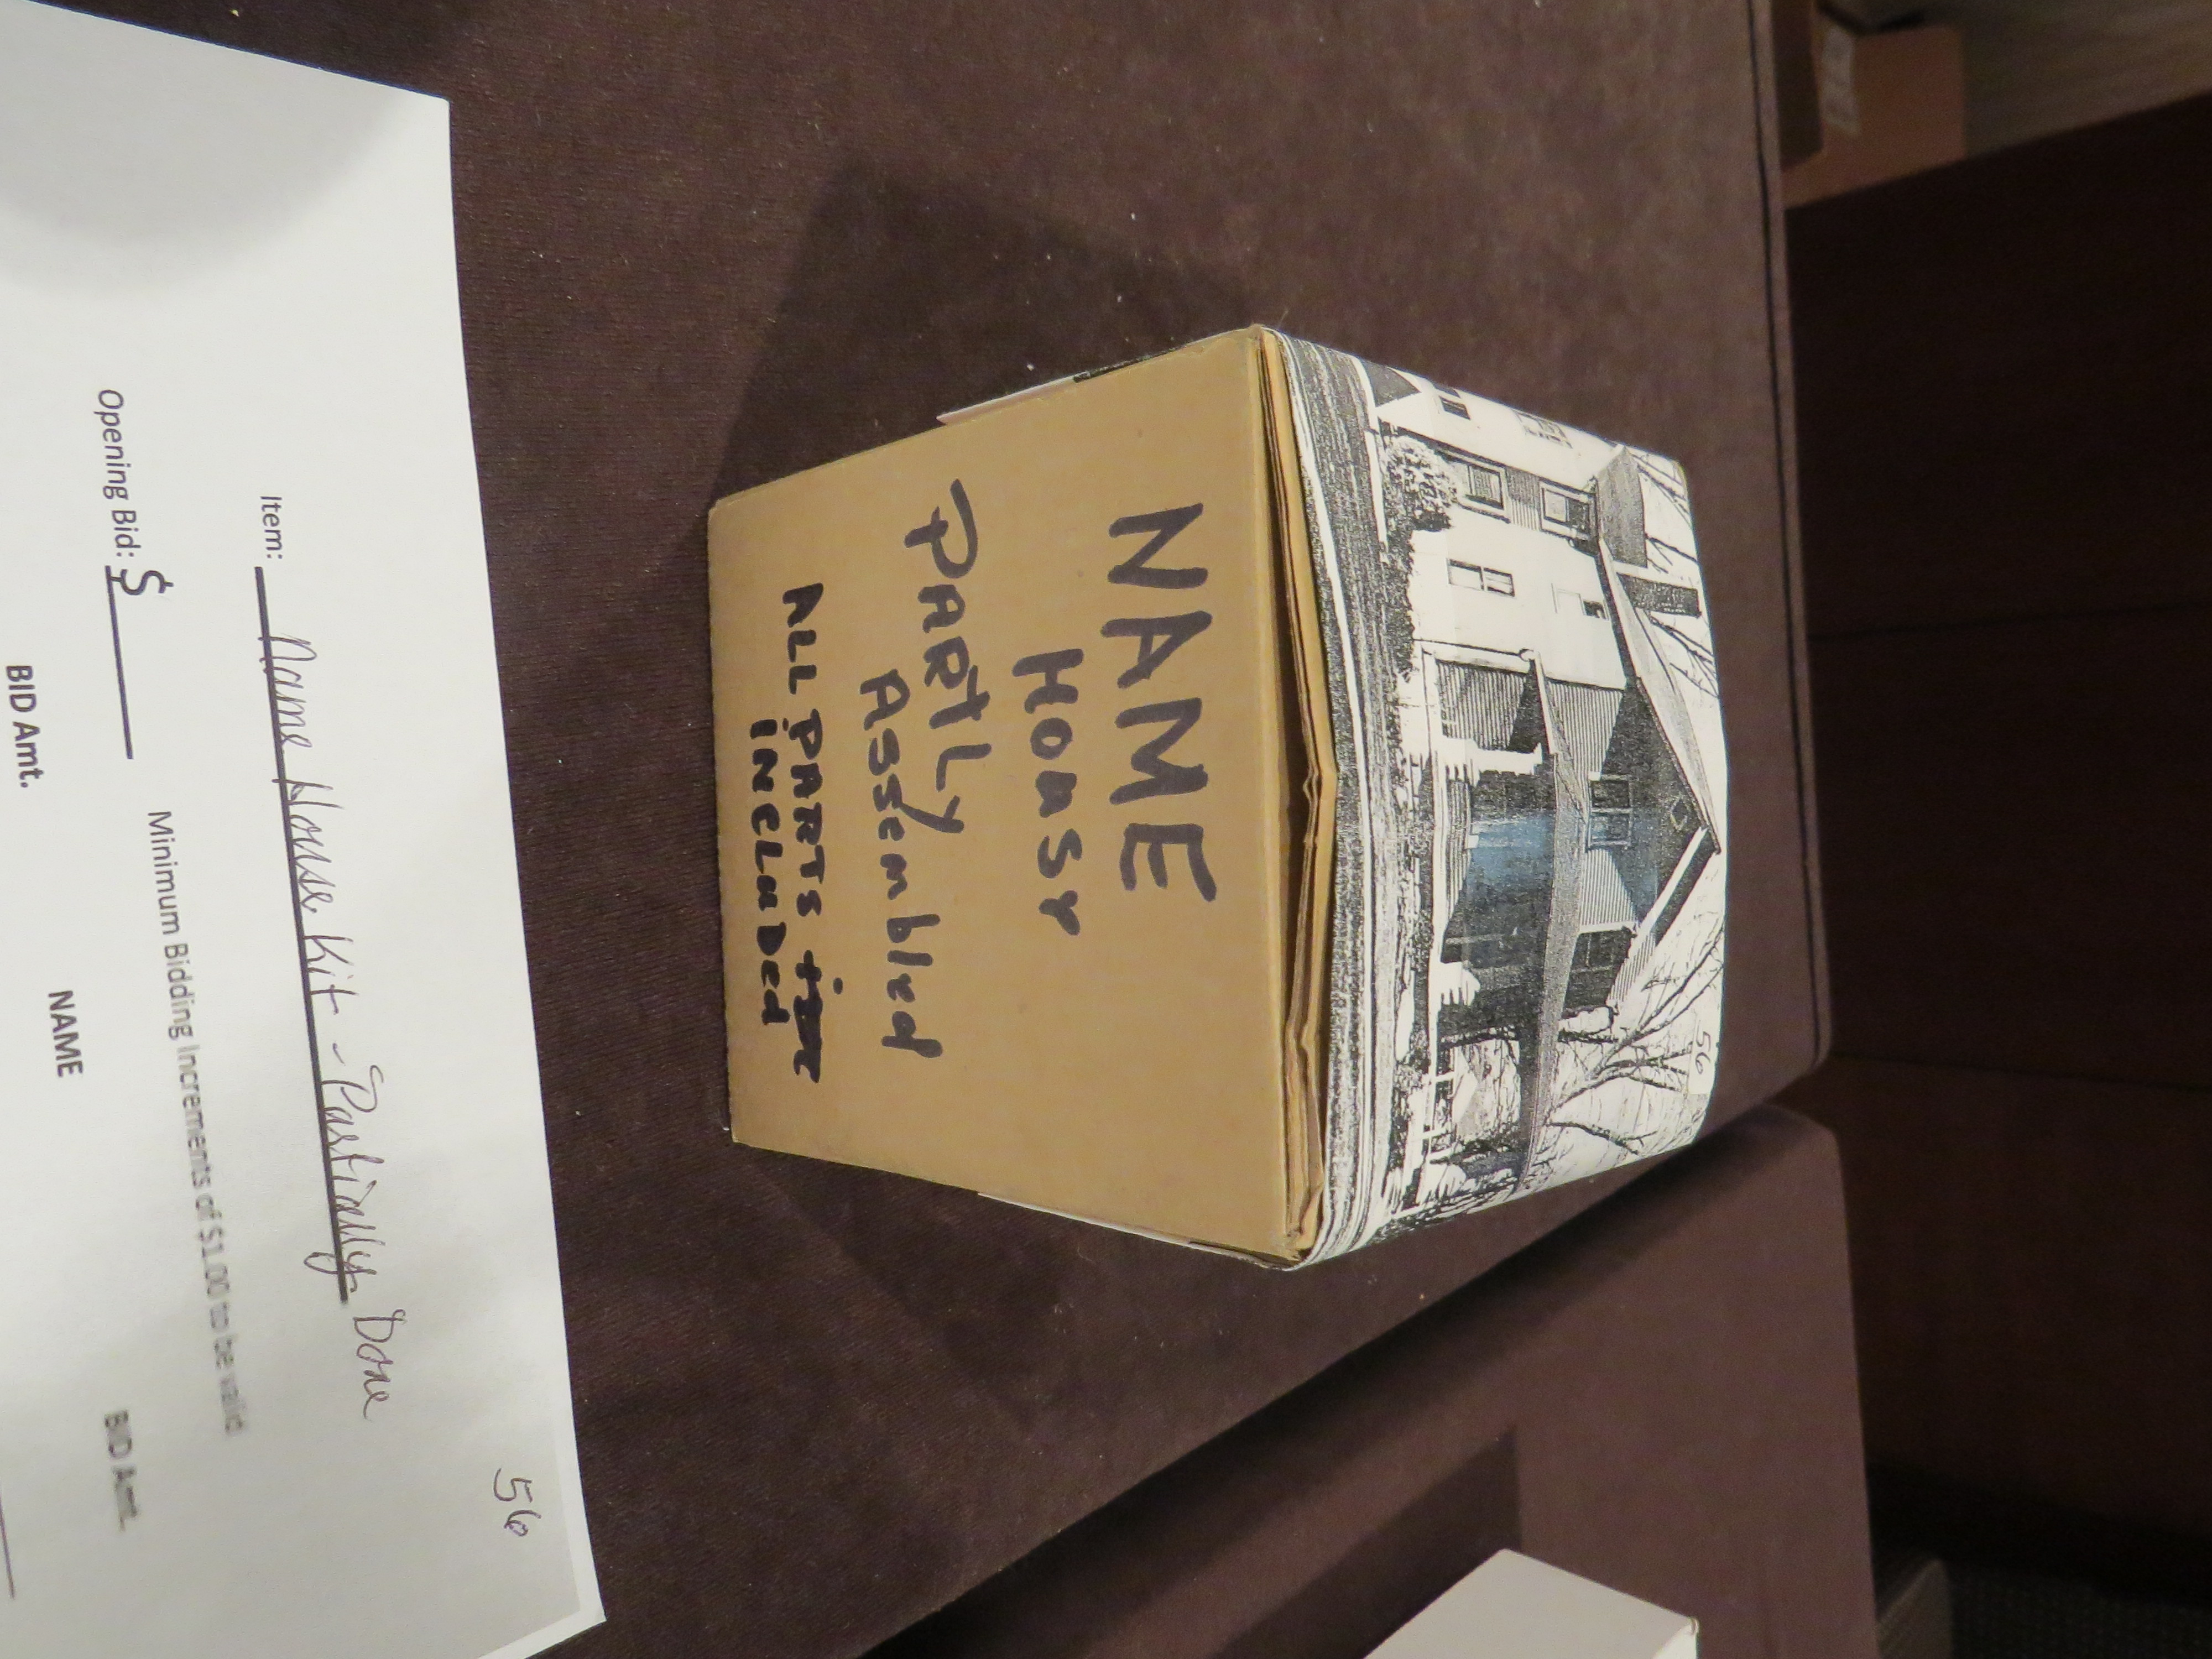 56
NAME
HOUSY
PARTLY
Assembled
ALL PARTS
INCLUDED
56
Item: Name House Kit - Partially Done
Opening Bid: $ Minimum Bidding Increments of $1.00 to be valid
BID Amt. NAME BID Amt.